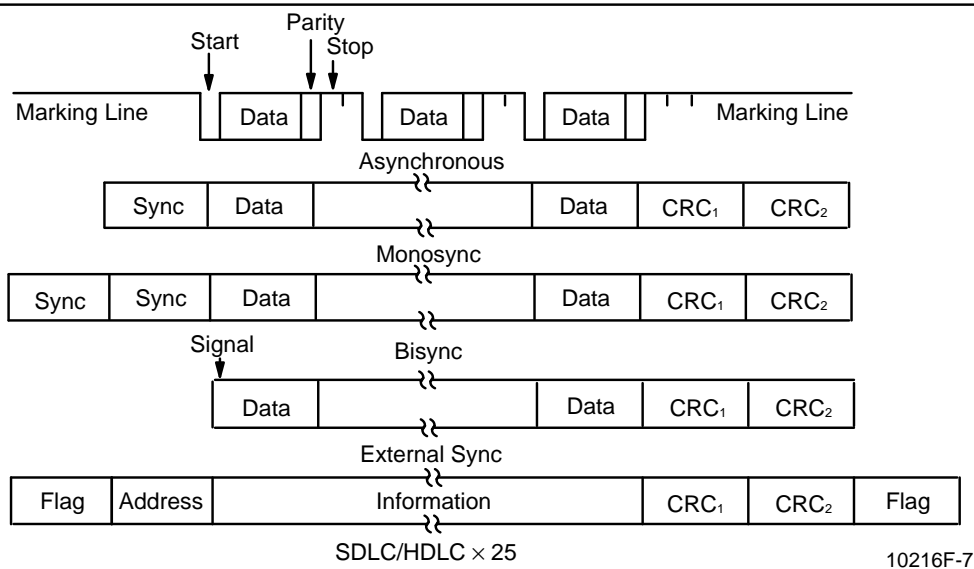 Start Parity Stop
Marking Line Data Data Data Marking Line
Asynchronous
Sync Data Data CRC₁ CRC₂
Monosync
Sync Sync Data Data CRC₁ CRC₂
Signal
Bisync
Data Data CRC₁ CRC₂
External Sync
Flag Address Information CRC₁ CRC₂ Flag
SDLC/HDLC × 25
10216F-7